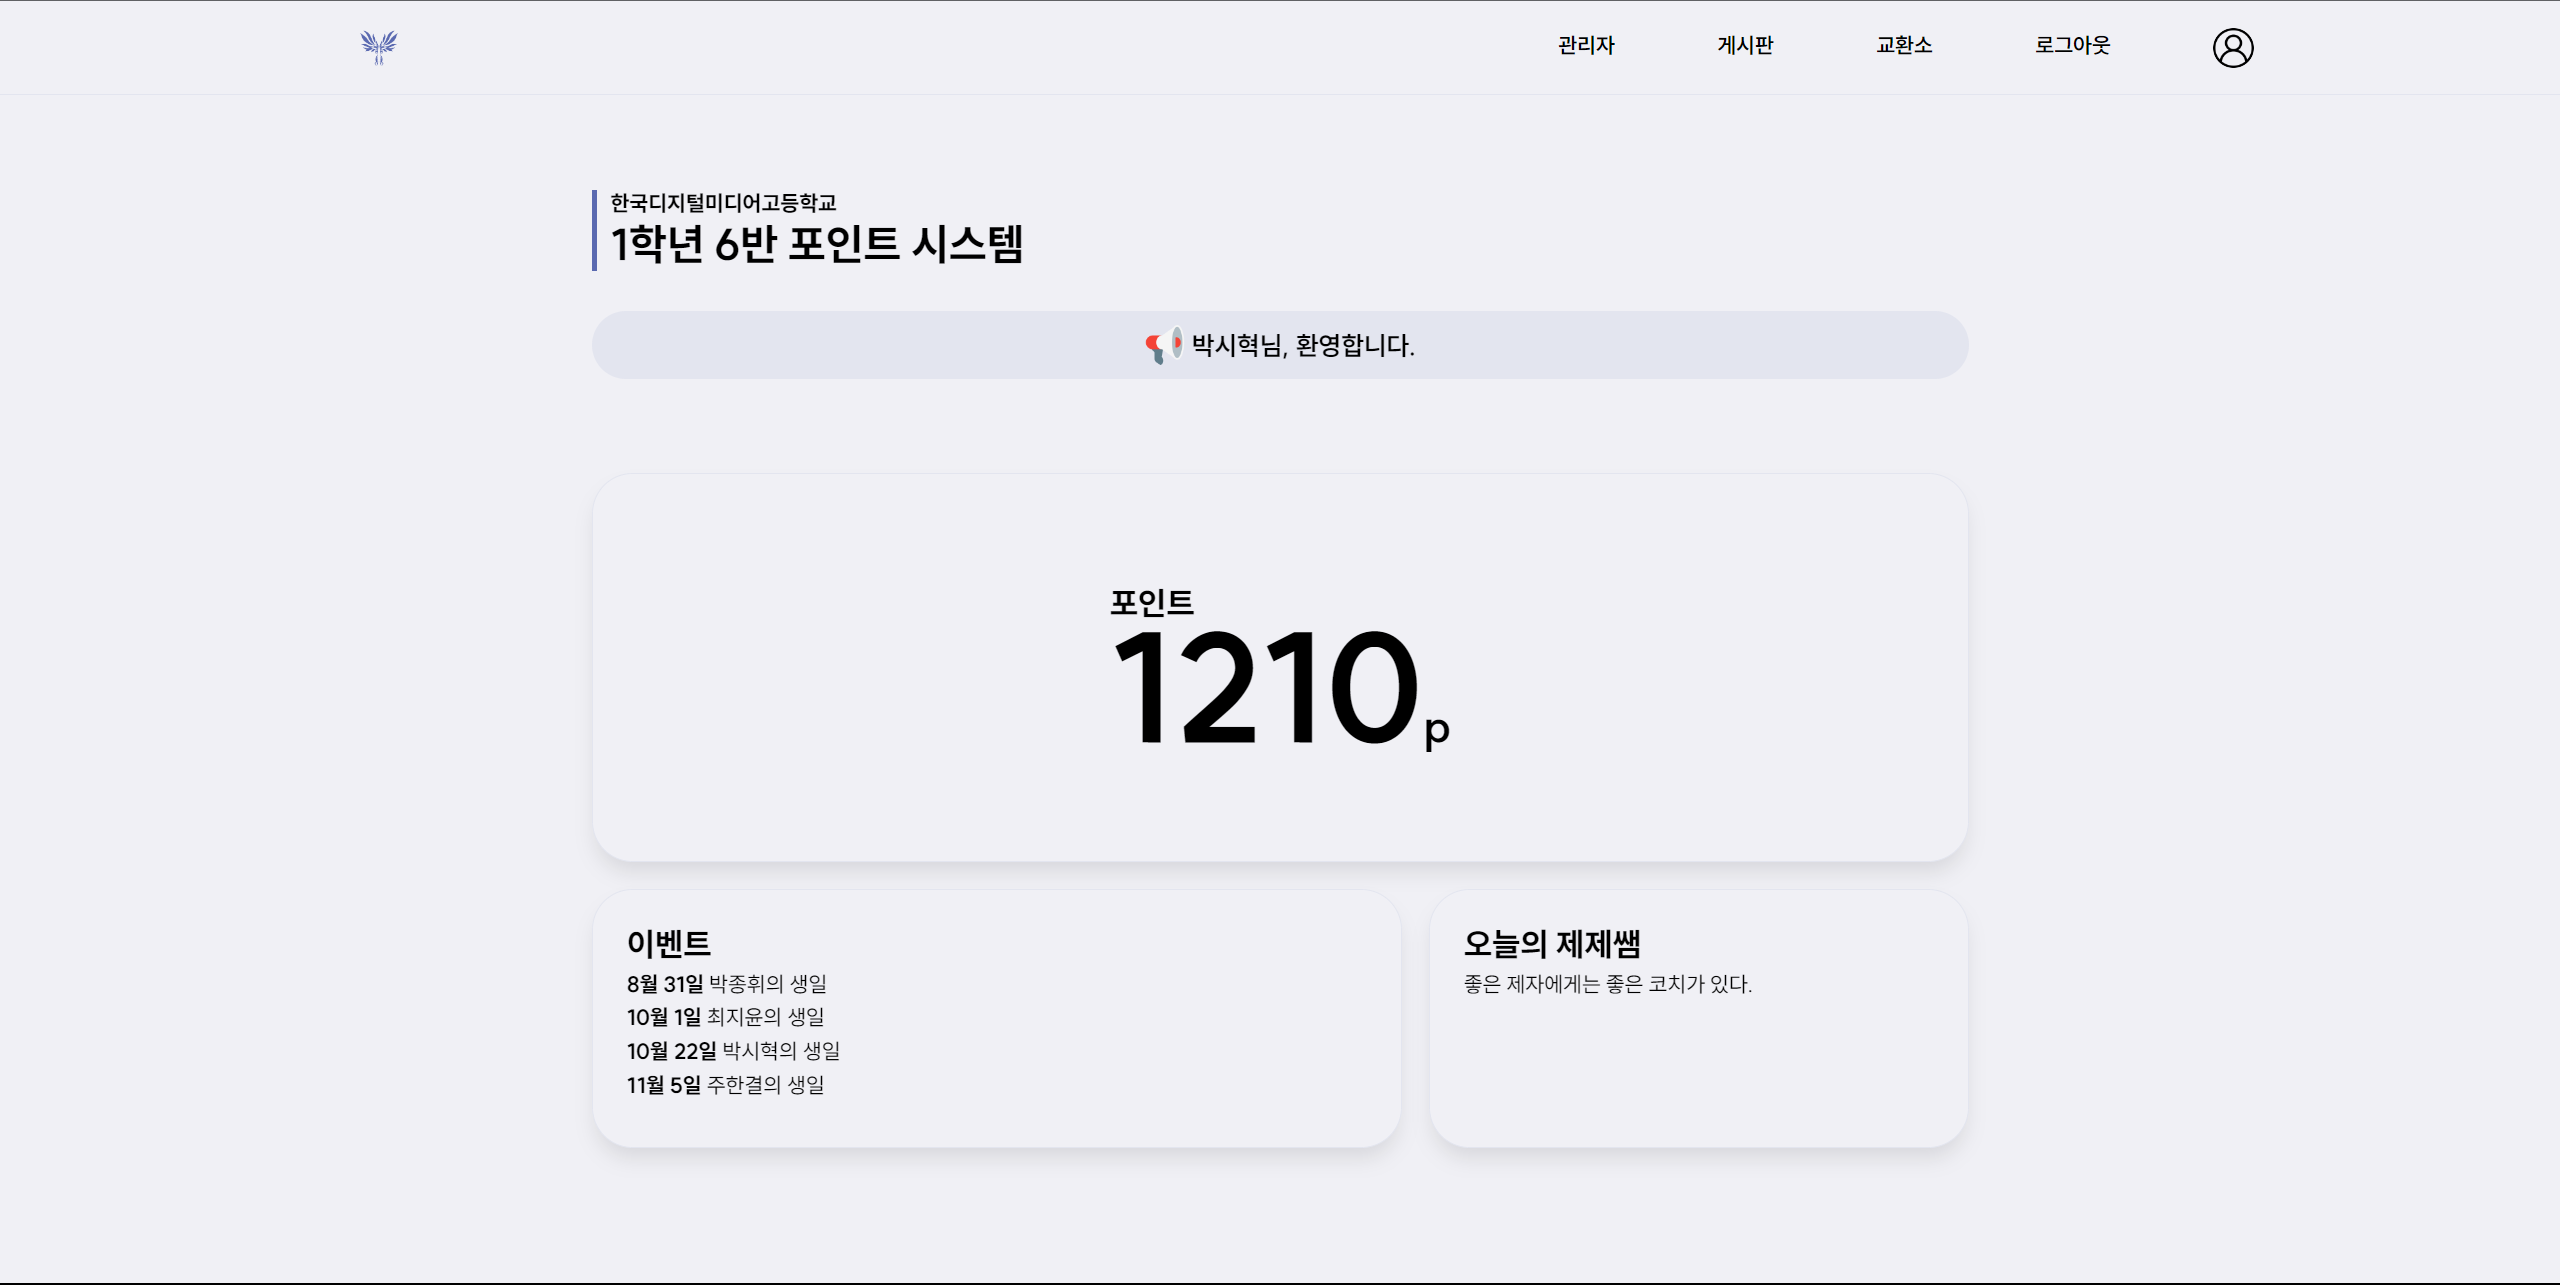 관리자
게시판
교환소
로그아웃
한국디지털미디어고등학교
1학년 6반 포인트 시스템
📢 박시혁님, 환영합니다.
포인트
1210p
이벤트
8월 31일 박종휘의 생일
10월 1일 최지윤의 생일
10월 22일 박시혁의 생일
11월 5일 주한결의 생일
오늘의 제제쌤
좋은 제자에게는 좋은 코치가 있다.